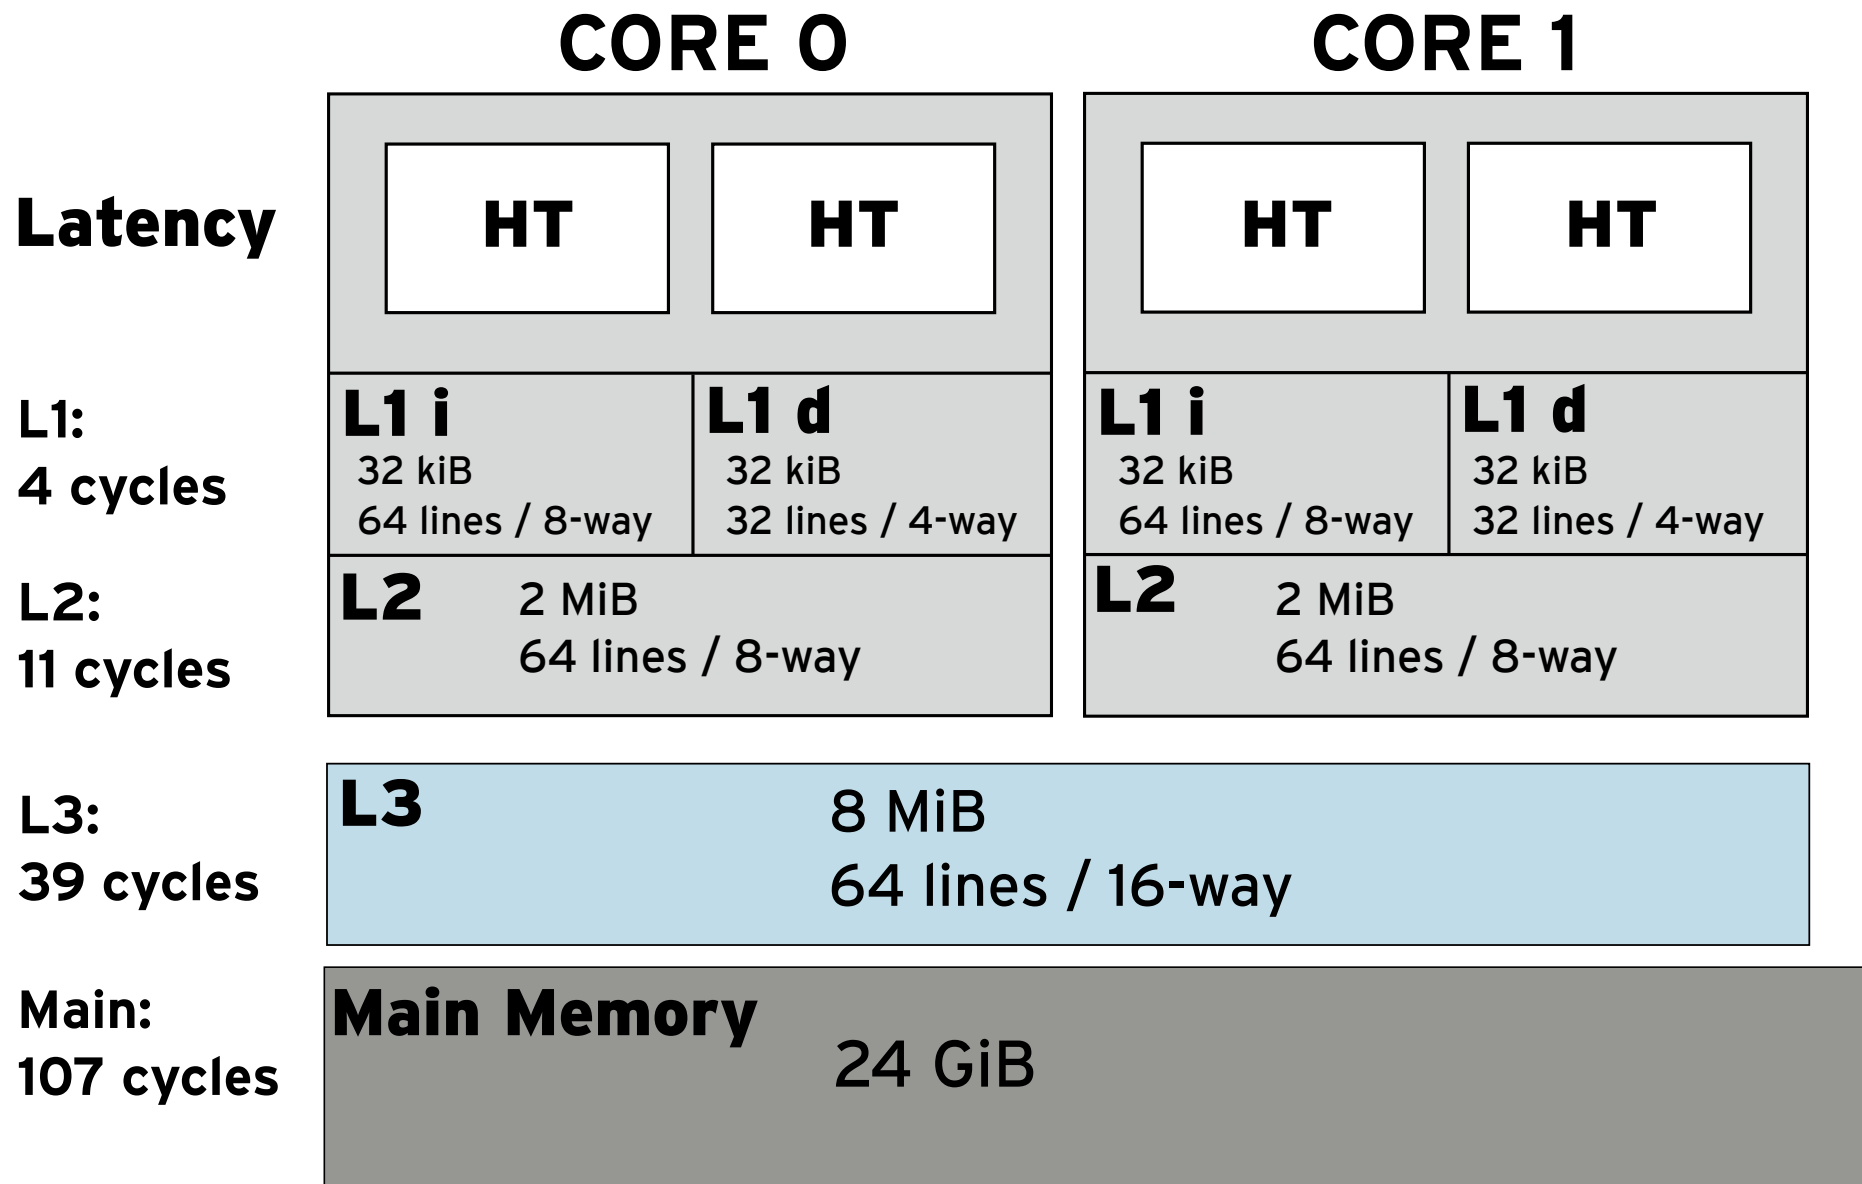 CORE 0
CORE 1
Latency
HT
HT
HT
HT
L1:
4 cycles
L1 i
32 kiB
64 lines / 8-way
L1 d
32 kiB
32 lines / 4-way
L1 i
32 kiB
64 lines / 8-way
L1 d
32 kiB
32 lines / 4-way
L2:
11 cycles
L2
2 MiB
64 lines / 8-way
L2
2 MiB
64 lines / 8-way
L3:
39 cycles
L3
8 MiB
64 lines / 16-way
Main:
107 cycles
Main Memory
24 GiB